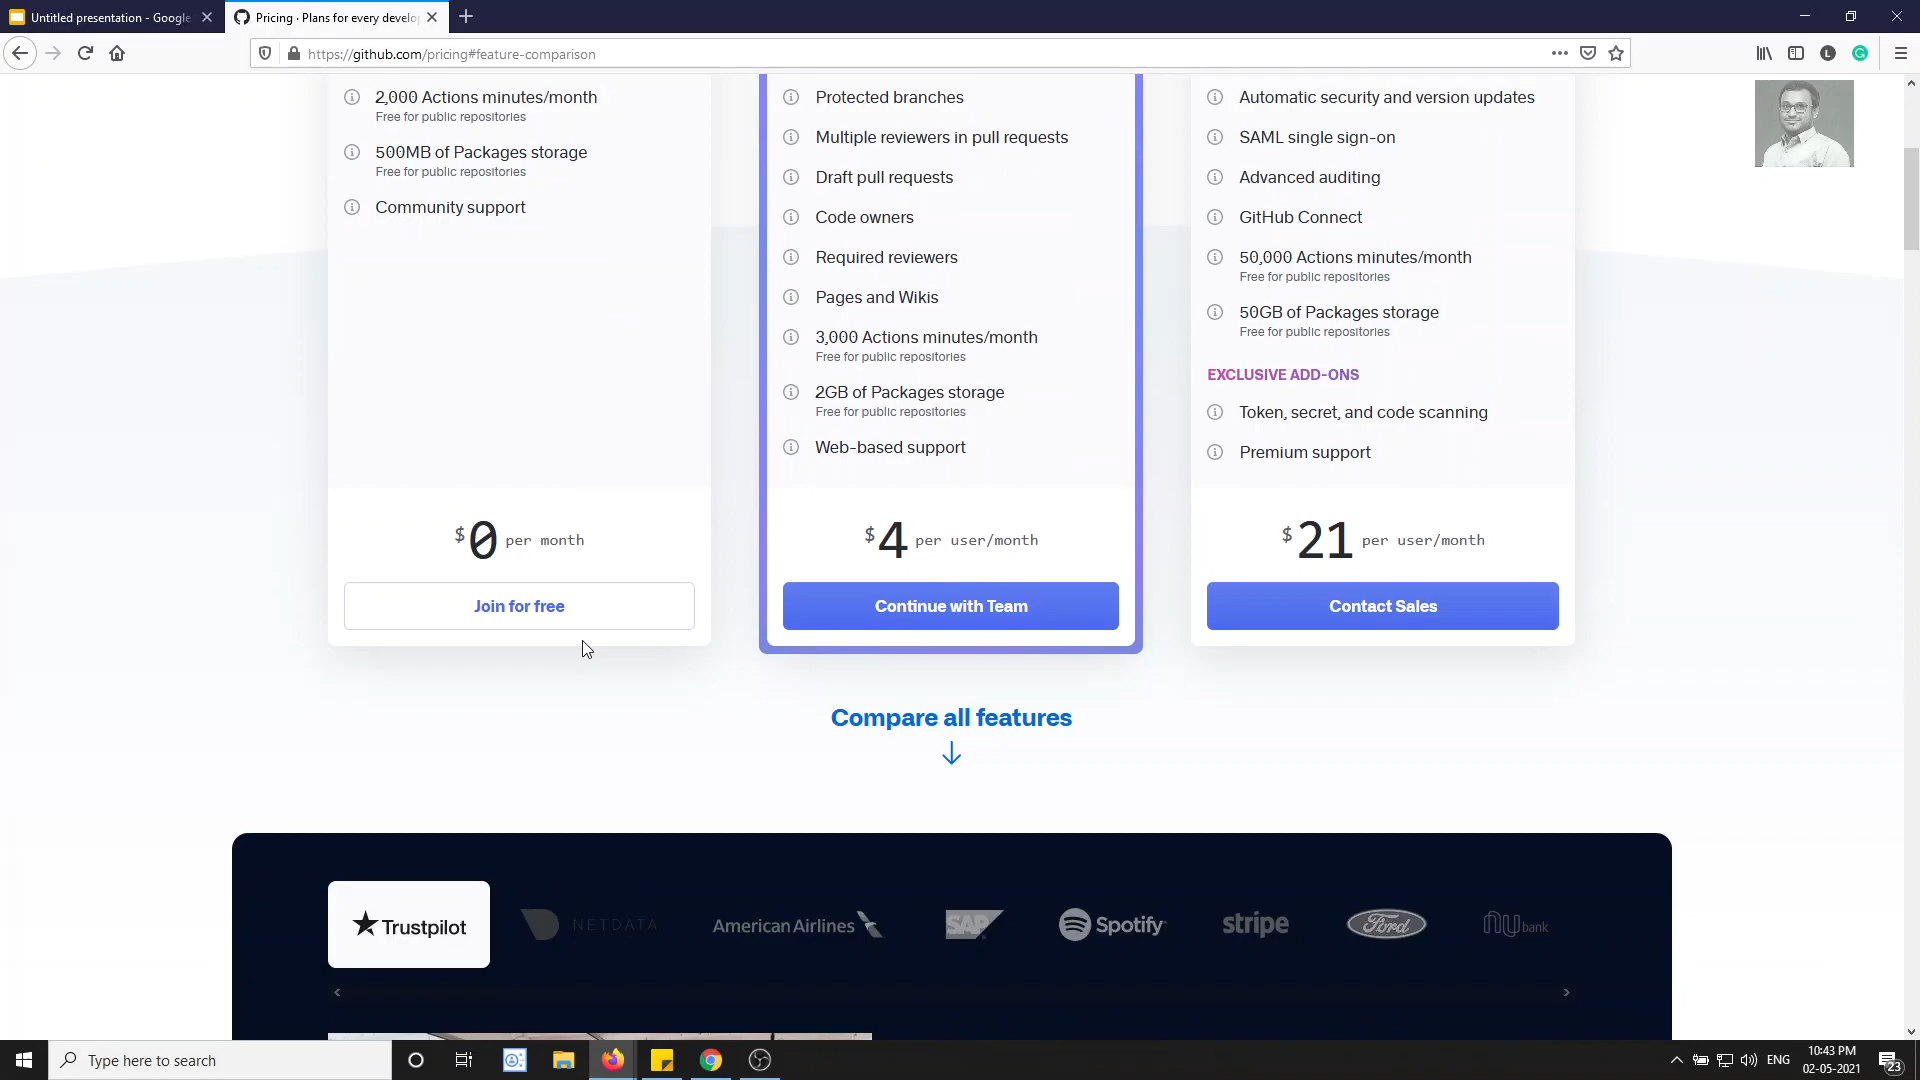 Untitled presentation - Google
Pricing · Plans for every develo
https://github.com/pricing#feature-comparison
2,000 Actions minutes/month
Free for public repositories
500MB of Packages storage
Free for public repositories
Community support
$0 per month
Join for free
Protected branches
Multiple reviewers in pull requests
Draft pull requests
Code owners
Required reviewers
Pages and Wikis
3,000 Actions minutes/month
Free for public repositories
2GB of Packages storage
Free for public repositories
Web-based support
$4 per user/month
Continue with Team
Automatic security and version updates
SAML single sign-on
Advanced auditing
GitHub Connect
50,000 Actions minutes/month
Free for public repositories
50GB of Packages storage
Free for public repositories
EXCLUSIVE ADD-ONS
Token, secret, and code scanning
Premium support
$21 per user/month
Contact Sales
Compare all features
Trustpilot
NETDATA
American Airlines
SAP
Spotify
stripe
Ford
nu bank
Type here to search
ENG
10:43 PM
02-05-2021
23